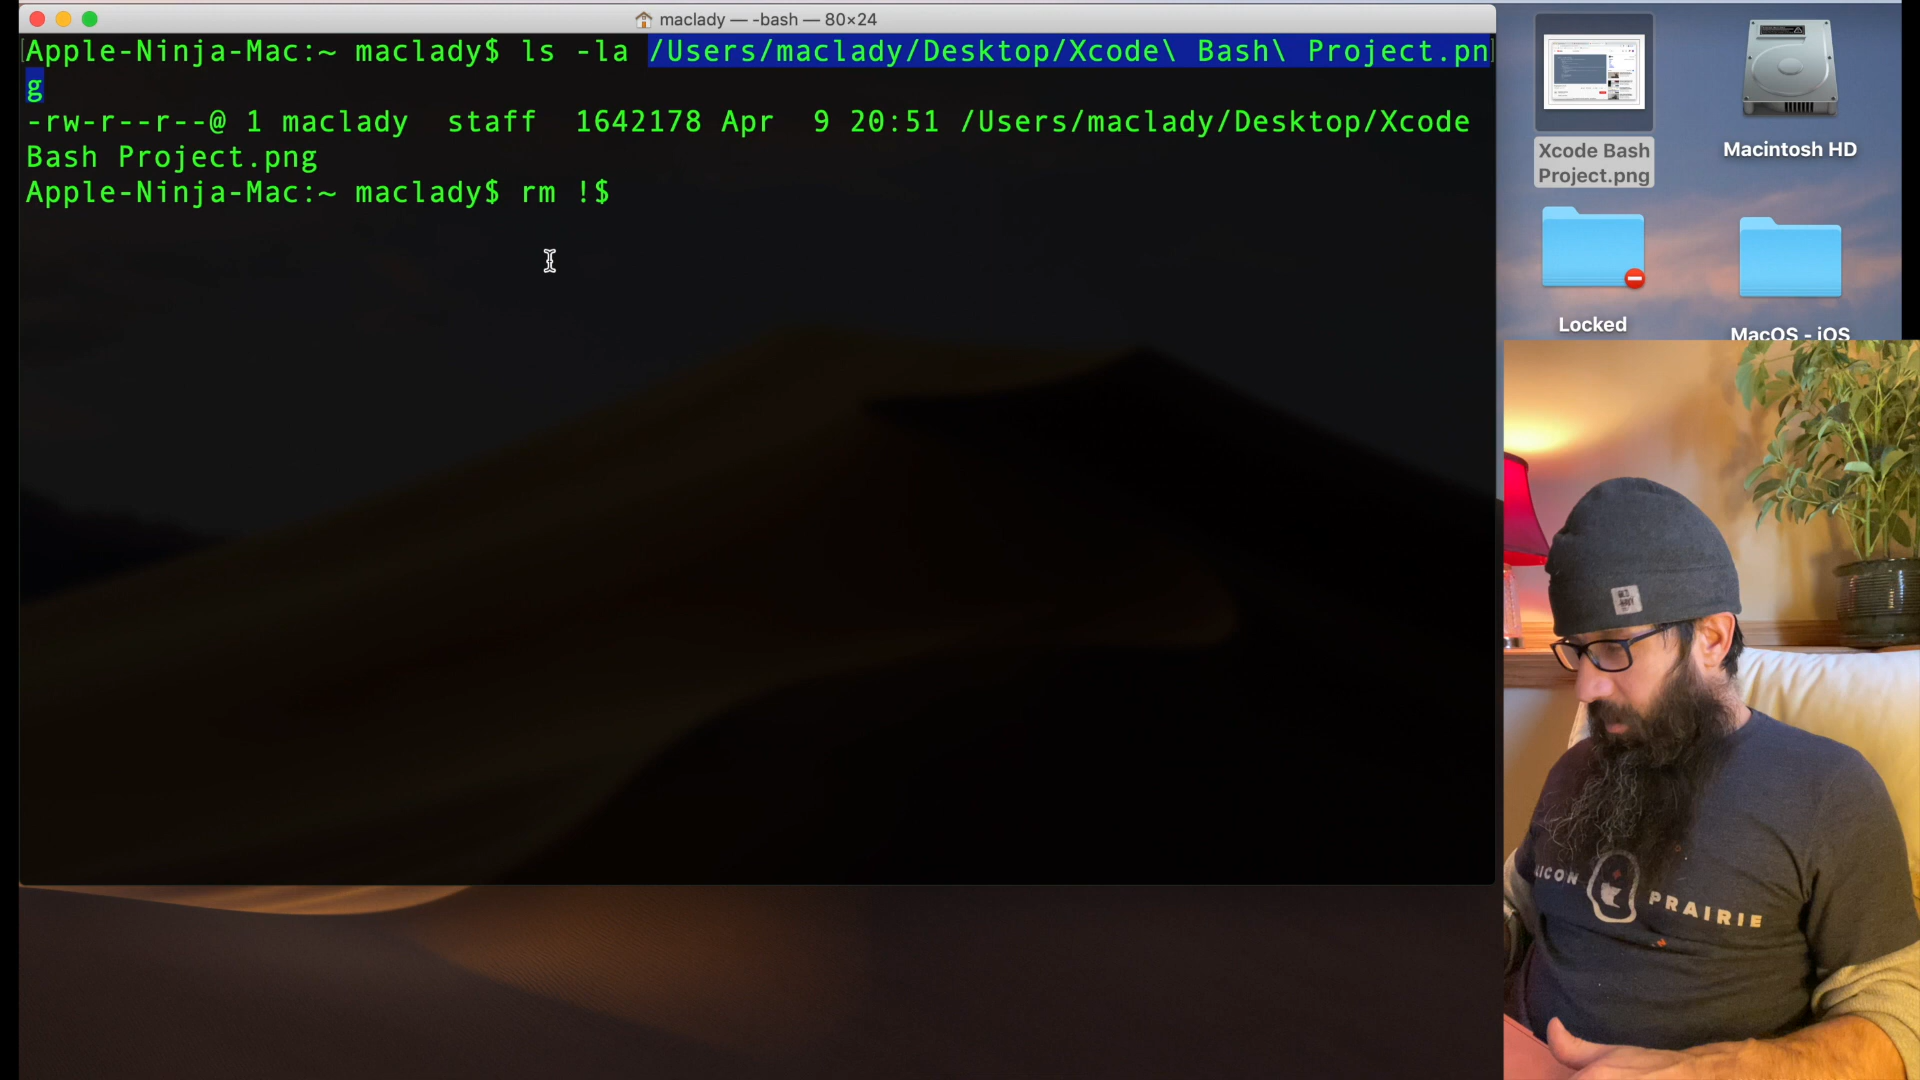 maclady — -bash — 80×24
Apple-Ninja-Mac:~ maclady$ ls -la /Users/maclady/Desktop/Xcode\ Bash\ Project.pn
g
-rw-r--r--@ 1 maclady  staff  1642178 Apr  9 20:51 /Users/maclady/Desktop/Xcode
Bash Project.png
Apple-Ninja-Mac:~ maclady$ rm !$
Xcode Bash
Project.png
Macintosh HD
Locked
MacOS - iOS
PRAIRIE